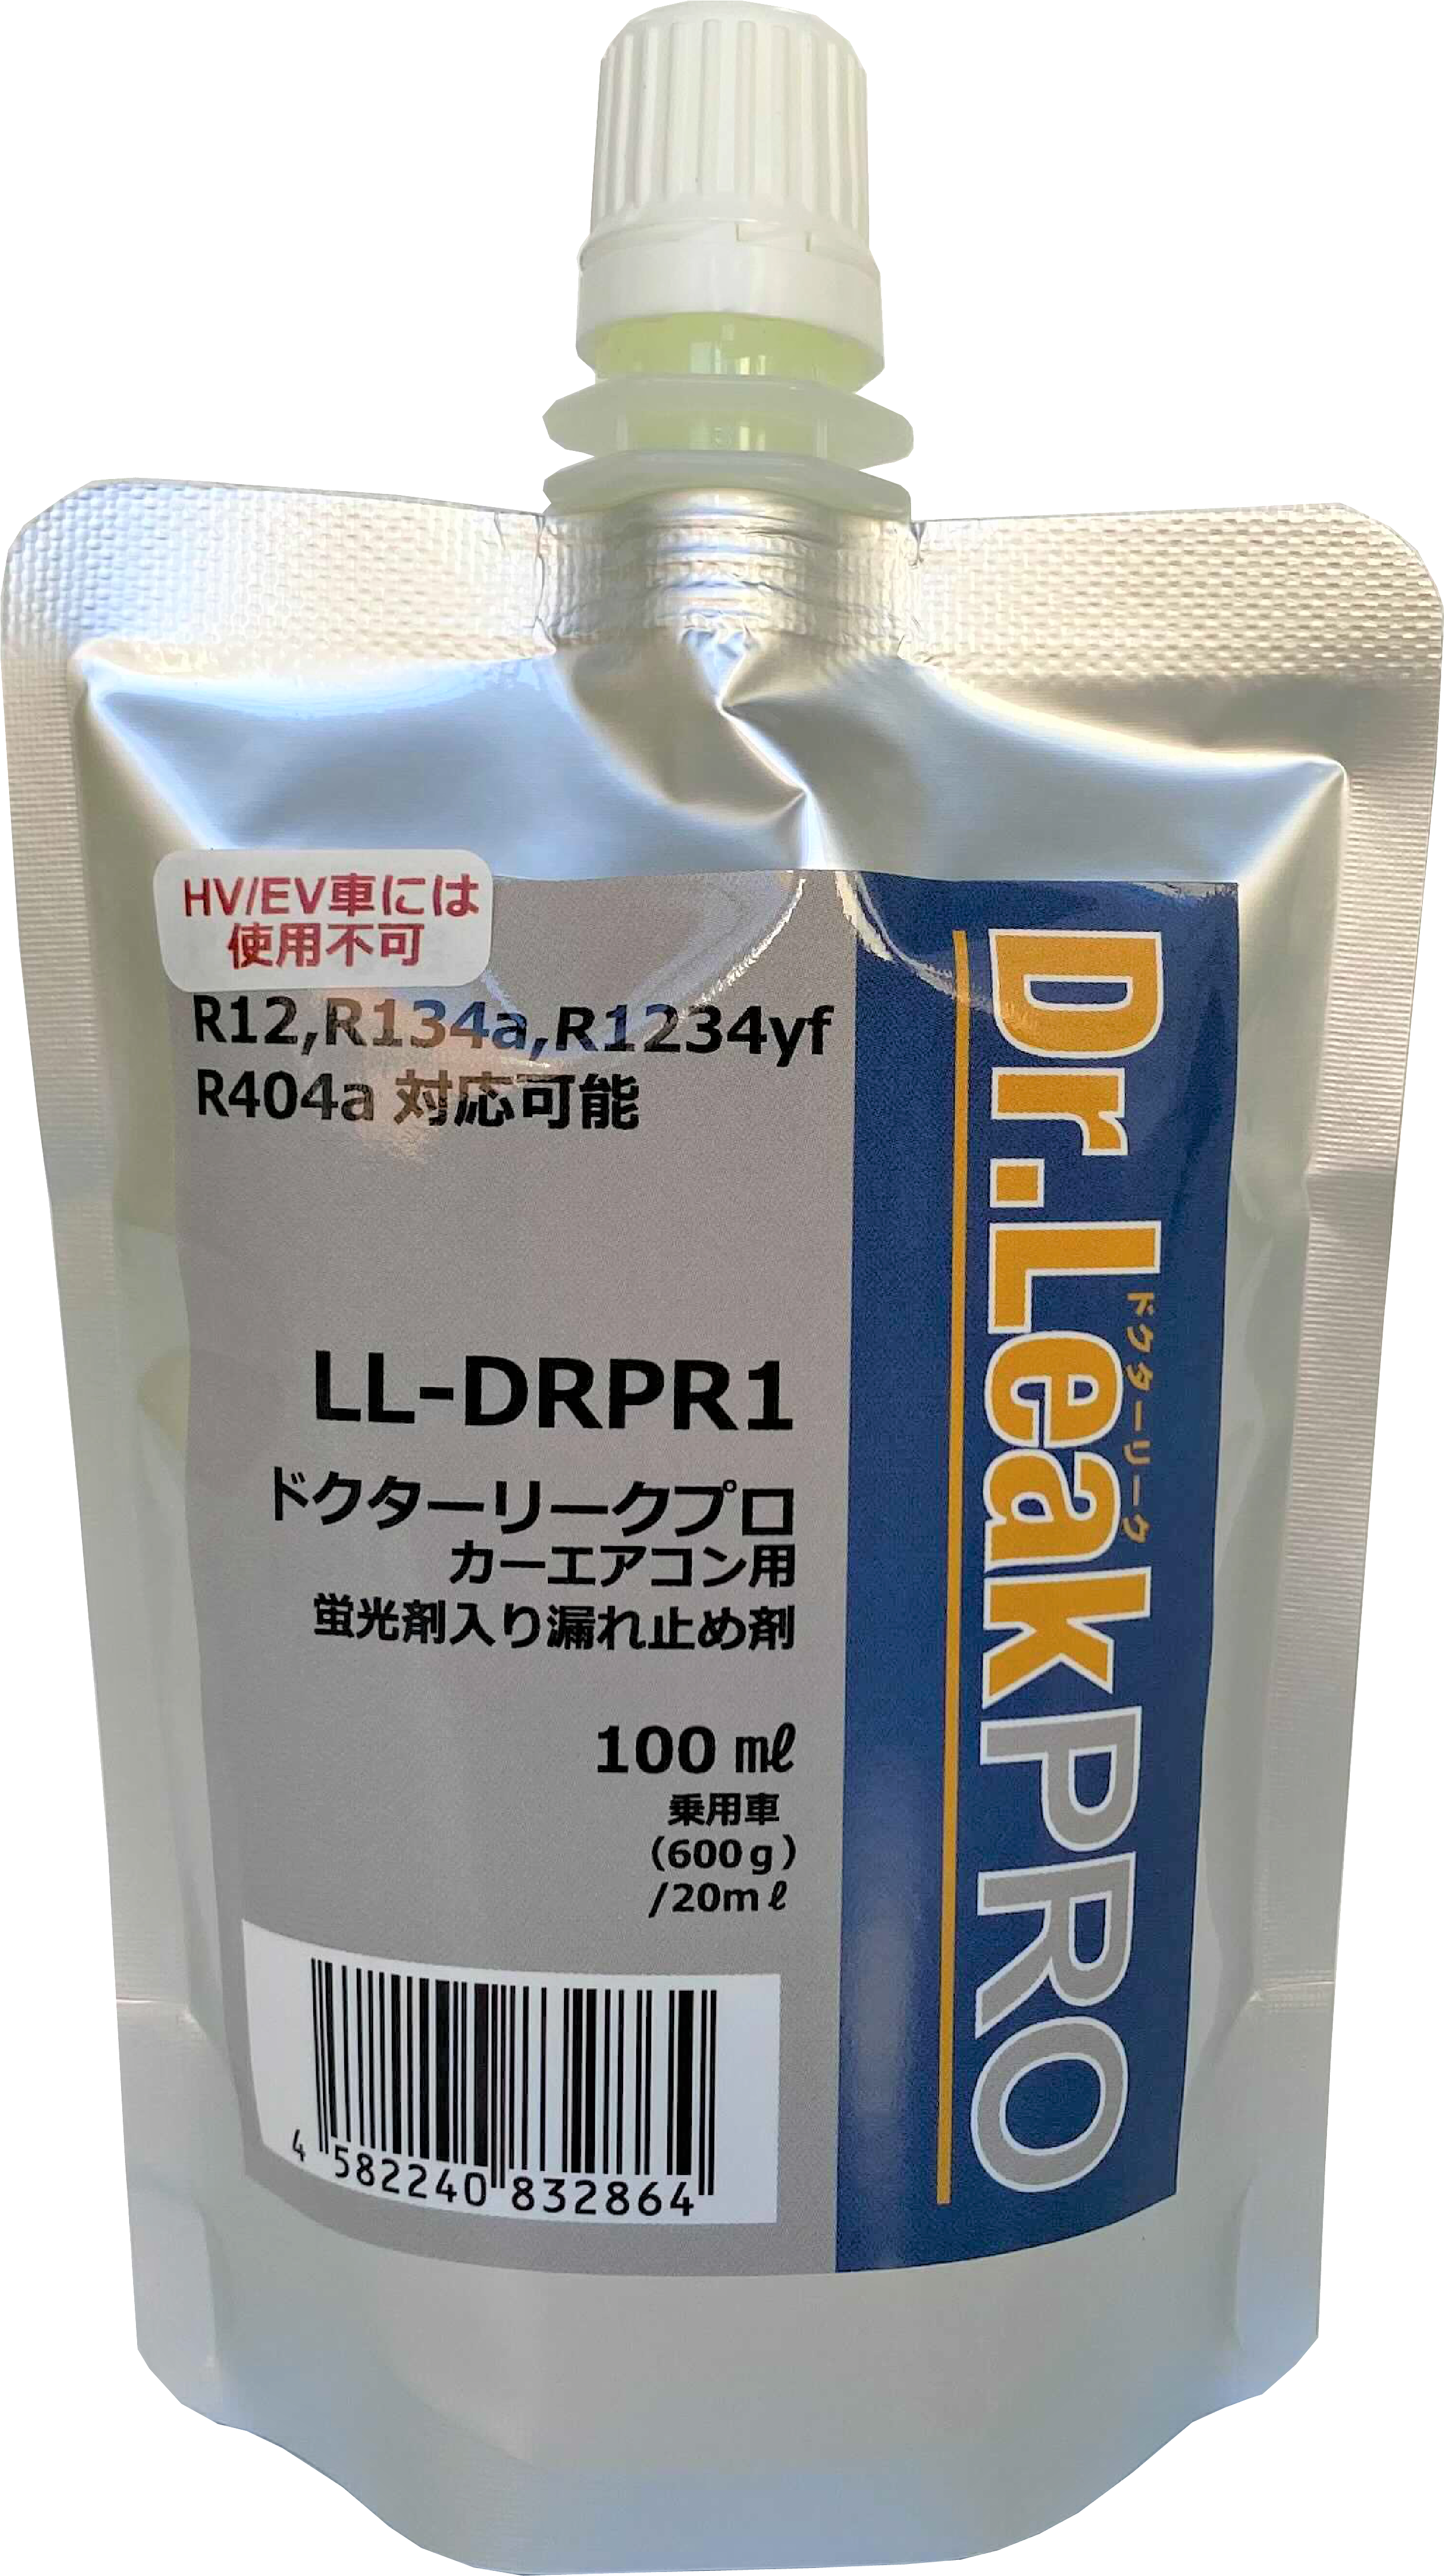 HV/EV車には
使用不可
R12,R134a,R1234yf
R404a 対応可能
LL-DRPR1
ドクターリークプロ
カーエアコン用
蛍光剤入り漏れ止め剤
100 ㎖
乗用車
（600ｇ）
/20mℓ
4 582240 832864
Dr.LeakPRO
ドクターリーク